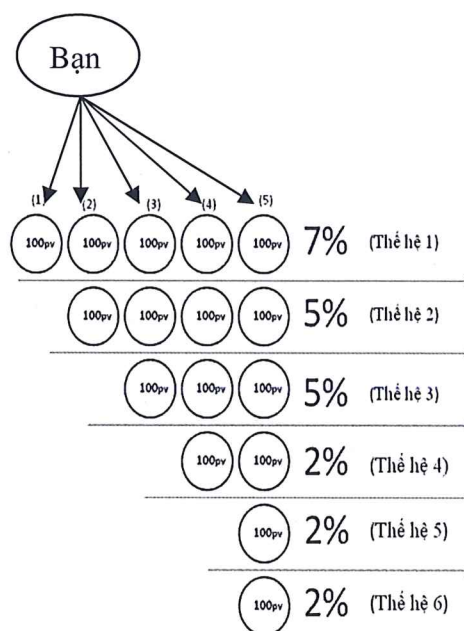 Bạn
(1) (2) (3) (4) (5)
100pv 100pv 100pv 100pv 100pv 7% (Thế hệ 1)
100pv 100pv 100pv 100pv 5% (Thế hệ 2)
100pv 100pv 100pv 5% (Thế hệ 3)
100pv 100pv 2% (Thế hệ 4)
100pv 2% (Thế hệ 5)
100pv 2% (Thế hệ 6)